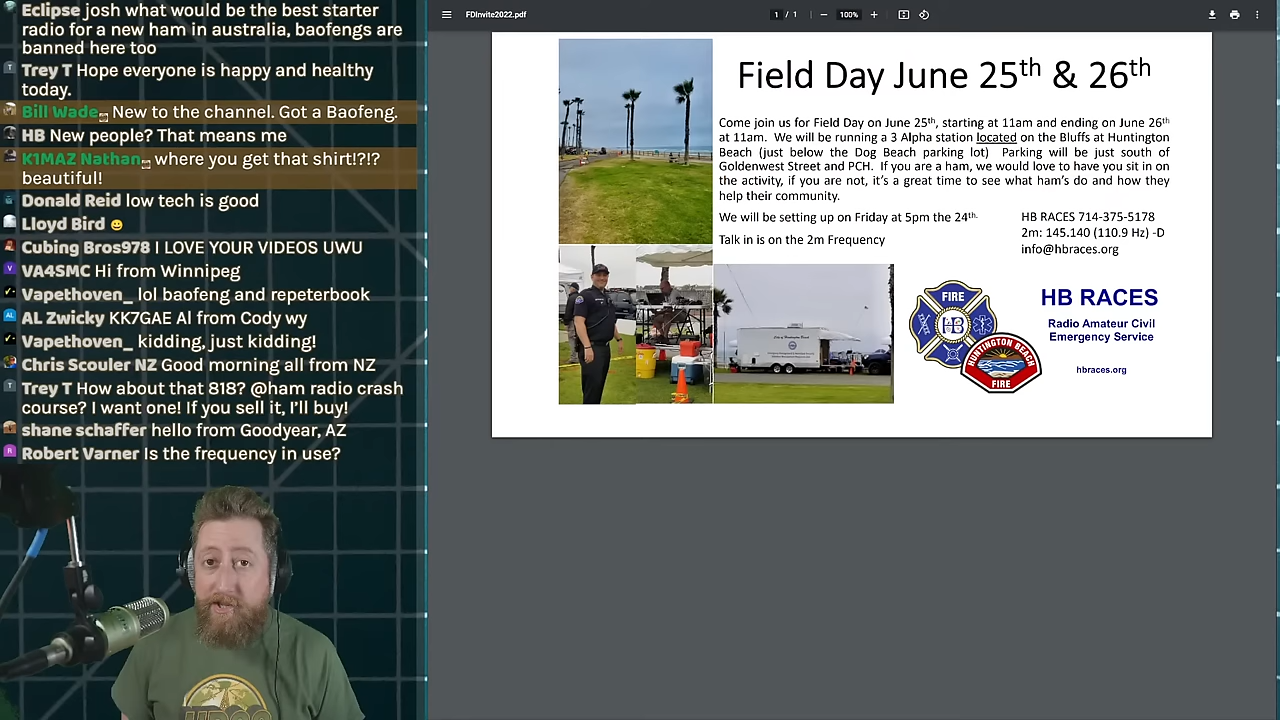 Eclipse josh what would be the best starter
radio for a new ham in australia, baofengs are
banned here too
Trey T Hope everyone is happy and healthy
today.
Bill Wade New to the channel. Got a Baofeng.
HB New people? That means me
K1MAZ Nathan where you get that shirt!?!?
beautiful!
Donald Reid low tech is good
Lloyd Bird
Cubing Bros978 I LOVE YOUR VIDEOS UWU
VA4SMC Hi from Winnipeg
Vapethoven_ lol baofeng and repeterbook
AL Zwicky KK7GAE Al from Cody wy
Vapethoven_ kidding, just kidding!
Chris Scouler NZ Good morning all from NZ
Trey T How about that 818? @ham radio crash
course? I want one! If you sell it, I'll buy!
shane schaffer hello from Goodyear, AZ
Robert Varner Is the frequency in use?
FDInvite2022.pdf
1 / 1
100%
Field Day June 25th & 26th
Come join us for Field Day on June 25th, starting at 11am and ending on June 26th
at 11am. We will be running a 3 Alpha station located on the Bluffs at Huntington
Beach (just below the Dog Beach parking lot) Parking will be just south of
Goldenwest Street and PCH. If you are a ham, we would love to have you sit in on
the activity, if you are not, it's a great time to see what ham's do and how they
help their community.
We will be setting up on Friday at 5pm the 24th.
Talk in is on the 2m Frequency
HB RACES 714-375-5178
2m: 145.140 (110.9 Hz) -D
info@hbraces.org
FIRE
HB
HUNTINGTON BEACH
FIRE
HB RACES
Radio Amateur Civil
Emergency Service
hbraces.org